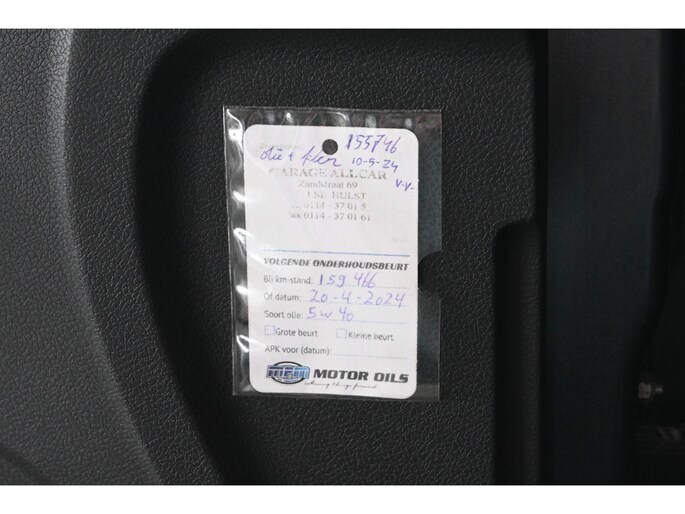 155746
olie + filter 10-5-24
GARAGE ALLCAR v.v.
Zandstraat 69
HULST
0114 - 37 01 5
fax 0114 - 37 01 61
VOLGENDE ONDERHOUDSBEURT
Bij km-stand: 159 466
Of datum: 20-4-2024
Soort olie: 5w40
Grote beurt Kleine beurt
APK voor (datum):
MPM MOTOR OILS